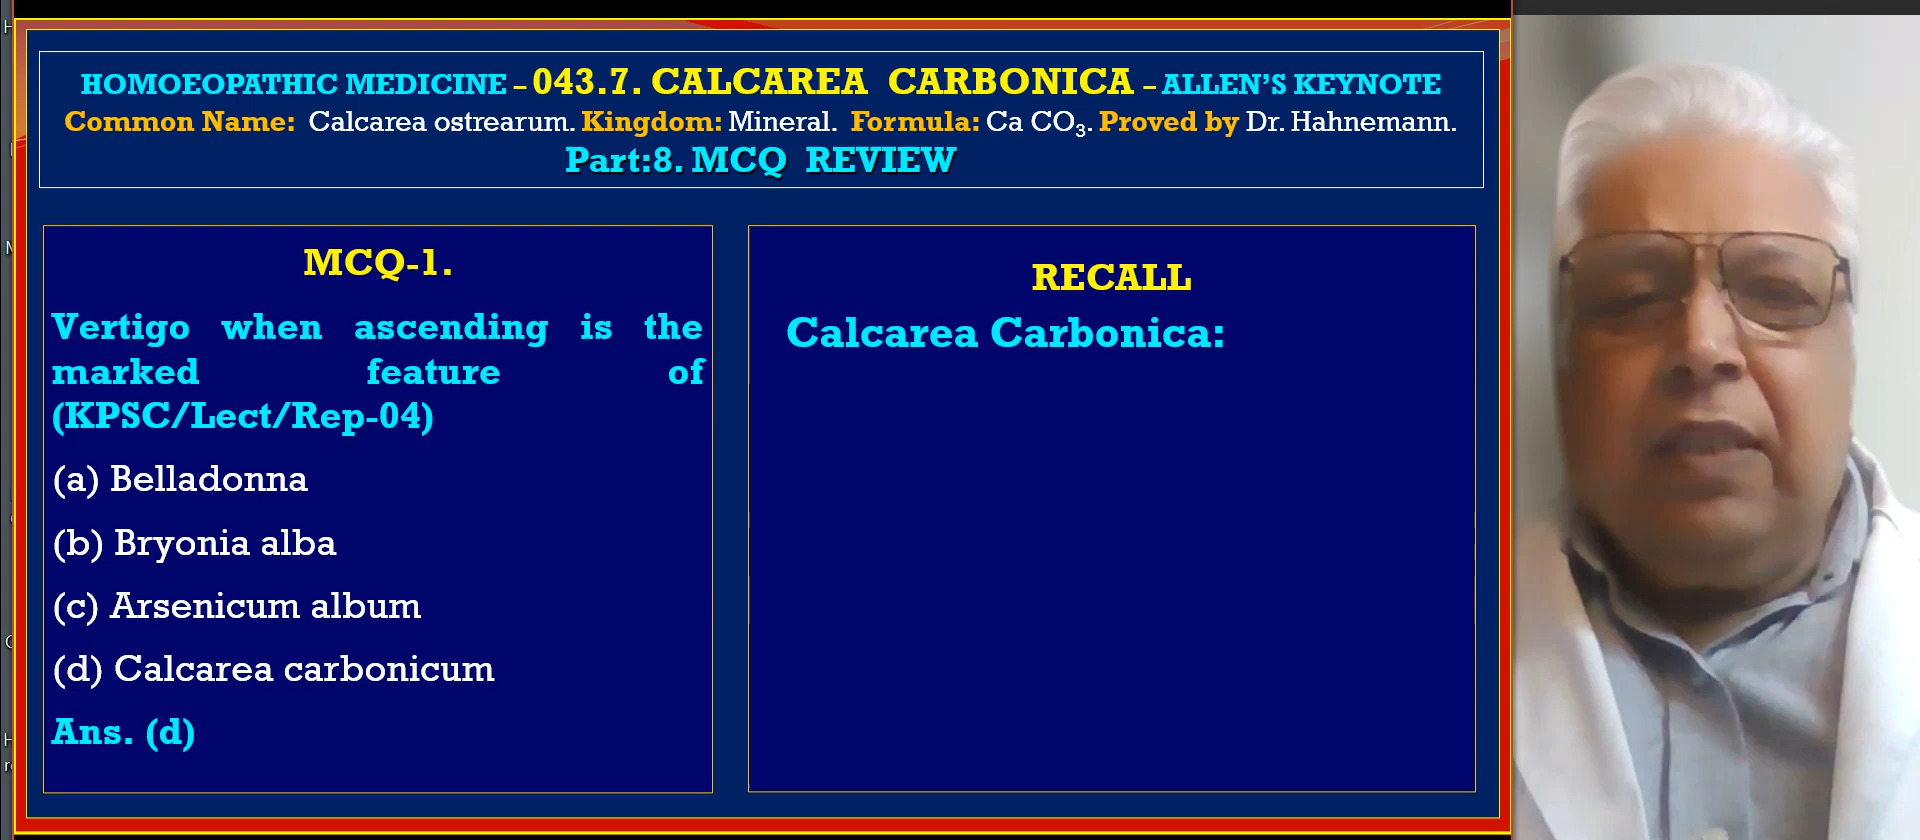 HOMOEOPATHIC MEDICINE – 043.7. CALCAREA CARBONICA – ALLEN'S KEYNOTE
Common Name: Calcarea ostrearum. Kingdom: Mineral. Formula: Ca CO₃. Proved by Dr. Hahnemann.
Part:8. MCQ REVIEW
MCQ-1.
Vertigo when ascending is the
marked feature of
(KPSC/Lect/Rep-04)
(a) Belladonna
(b) Bryonia alba
(c) Arsenicum album
(d) Calcarea carbonicum
Ans. (d)
RECALL
Calcarea Carbonica: